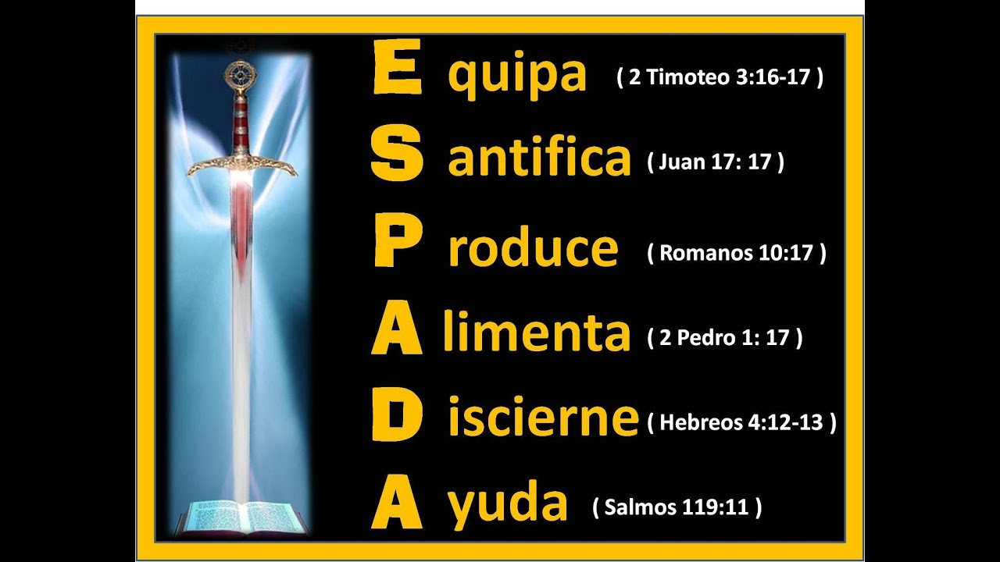 E quipa ( 2 Timoteo 3:16-17 )
S antifica ( Juan 17: 17 )
P roduce ( Romanos 10:17 )
A limenta ( 2 Pedro 1: 17 )
D iscierne ( Hebreos 4:12-13 )
A yuda ( Salmos 119:11 )